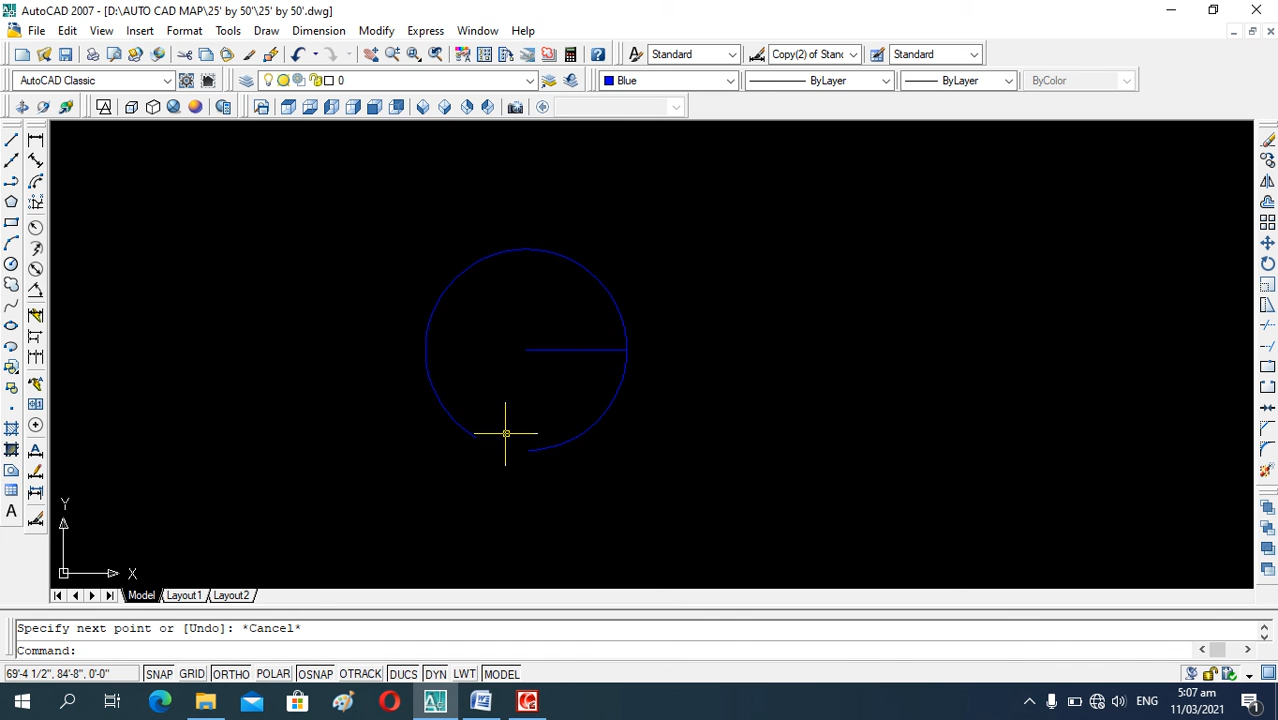 AutoCAD 2007 - [D:\AUTO CAD MAP\25' by 50'\25' by 50'.dwg]
File Edit View Insert Format Tools Draw Dimension Modify Express Window Help
Standard Copy(2) of Stanc Standard
AutoCAD Classic 0 Blue ByLayer ByLayer ByColor
Y
X
Model Layout1 Layout2
Specify next point or [Undo]: *Cancel*
Command:
69'-4 1/2", 84'-8", 0'-0" SNAP GRID ORTHO POLAR OSNAP OTRACK DUCS DYN LWT MODEL
ENG 5:07 am
11/03/2021